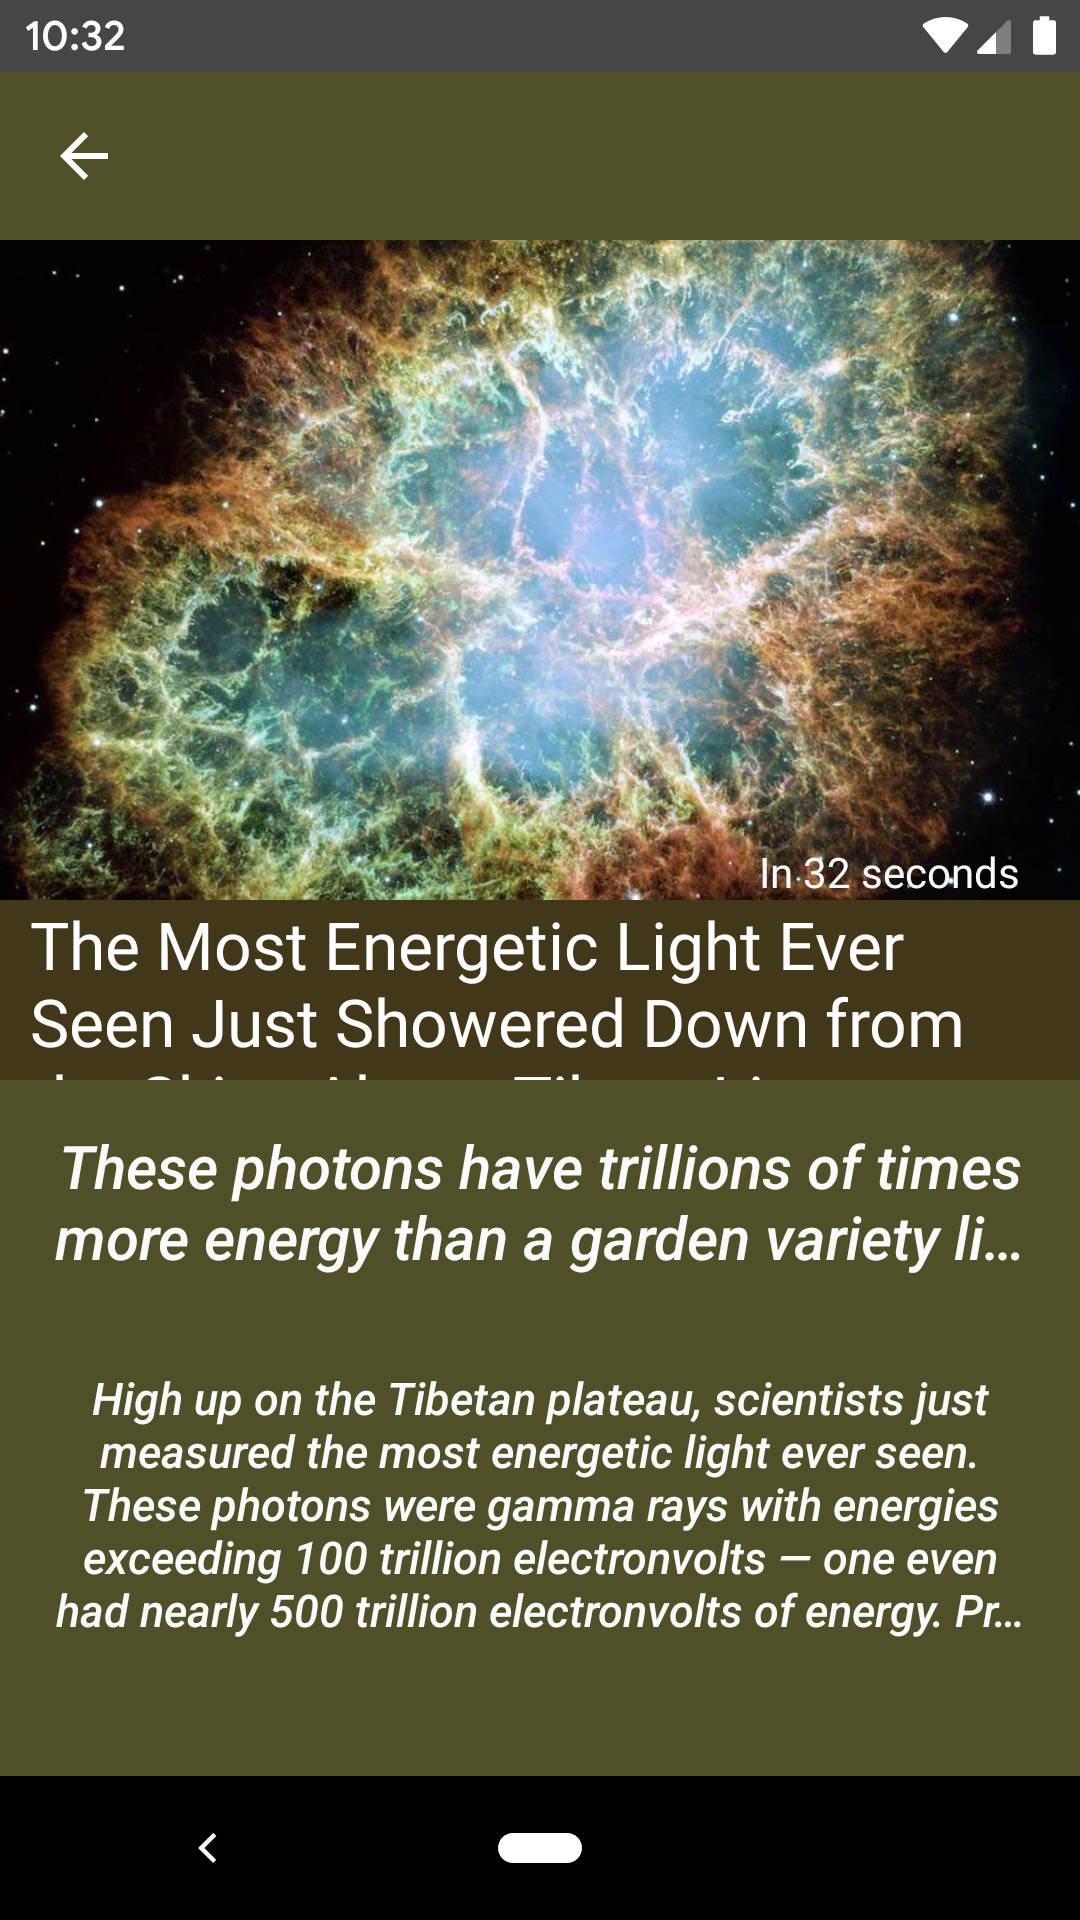 10:32
In 32 seconds
The Most Energetic Light Ever
Seen Just Showered Down from
These photons have trillions of times
more energy than a garden variety li...
High up on the Tibetan plateau, scientists just
measured the most energetic light ever seen.
These photons were gamma rays with energies
exceeding 100 trillion electronvolts — one even
had nearly 500 trillion electronvolts of energy. Pr...